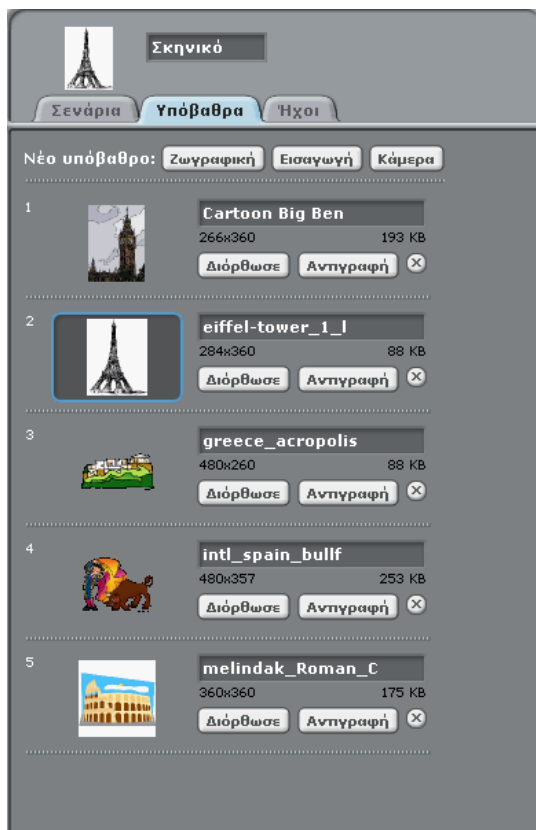 Σκηνικό
Σενάρια Υπόβαθρα Ήχοι
Νέο υπόβαθρο: Ζωγραφική Εισαγωγή Κάμερα
1 Cartoon Big Ben
266x360 193 KB
Διόρθωσε Αντιγραφή
2 eiffel-tower_1_l
284x360 88 KB
Διόρθωσε Αντιγραφή
3 greece_acropolis
480x260 88 KB
Διόρθωσε Αντιγραφή
4 intl_spain_bullf
480x357 253 KB
Διόρθωσε Αντιγραφή
5 melindak_Roman_C
360x360 175 KB
Διόρθωσε Αντιγραφή